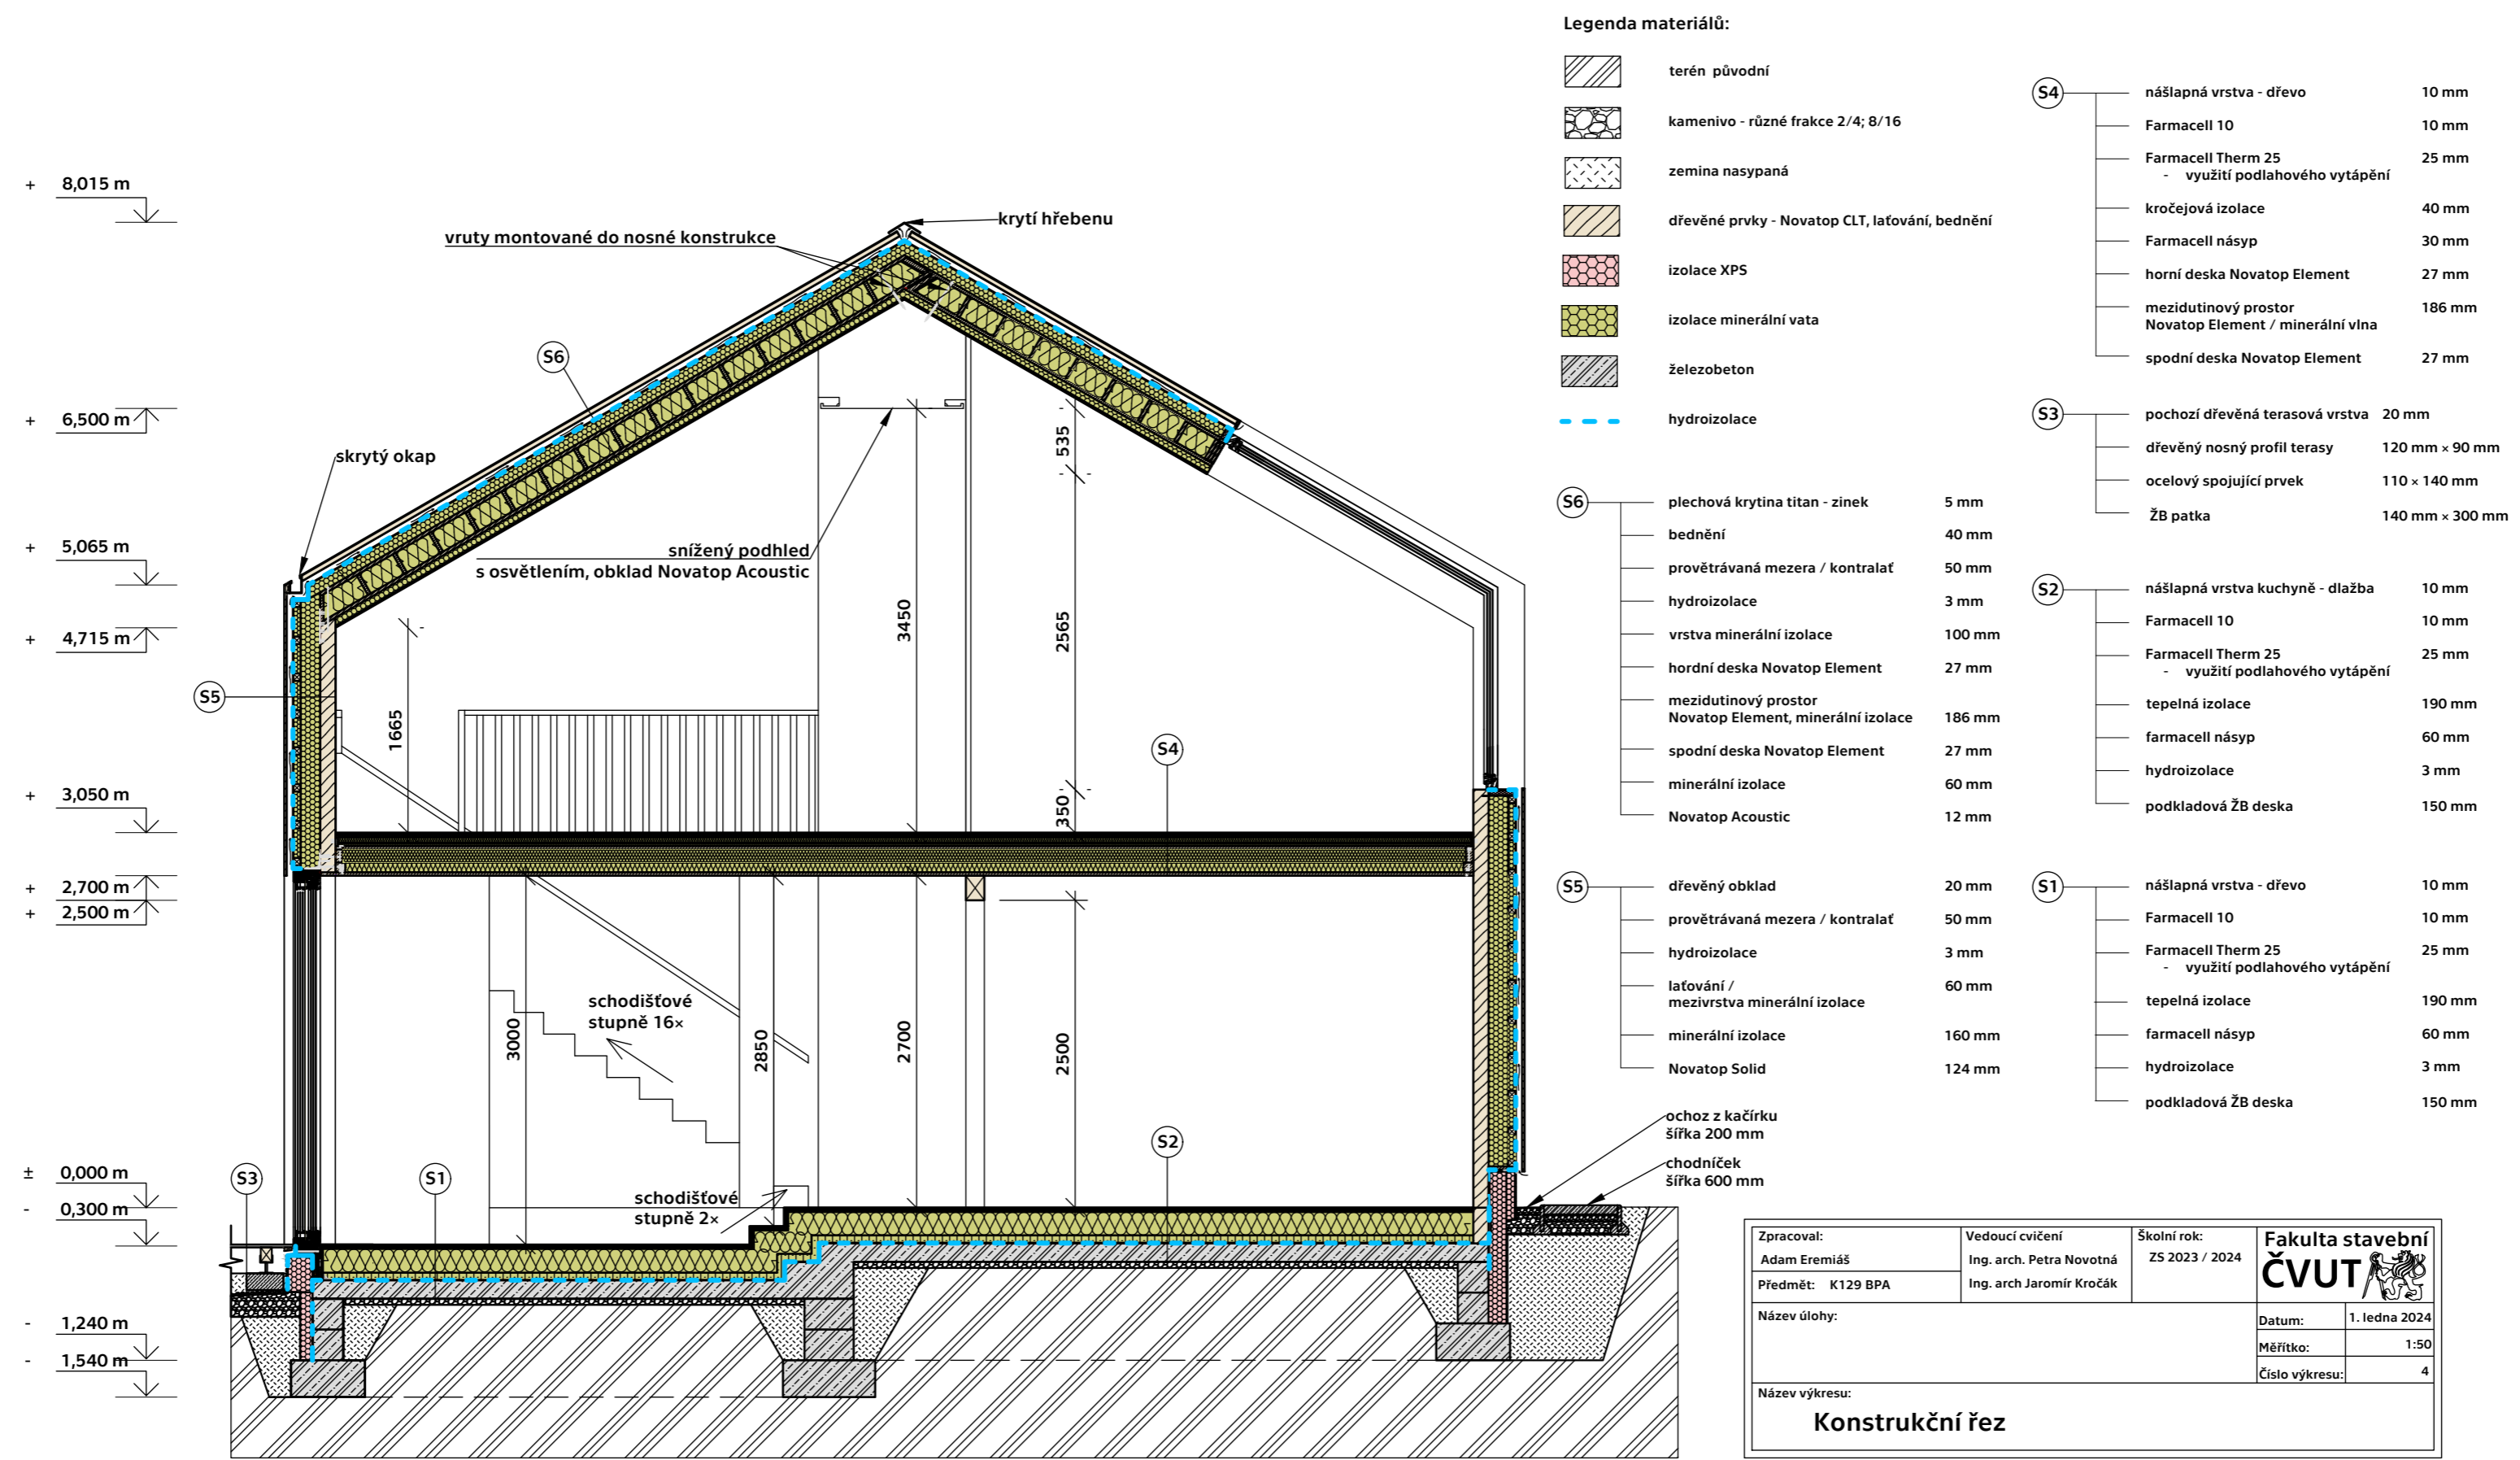 + 8,015 m
+ 6,500 m
+ 5,065 m
+ 4,715 m
+ 3,050 m
+ 2,700 m
+ 2,500 m
± 0,000 m
- 0,300 m
- 1,240 m
- 1,540 m
krytí hřebenu
vruty montované do nosné konstrukce
S6
skrytý okap
snížený podhled
s osvětlením, obklad Novatop Acoustic
535
3450
2565
S5
1665
S4
350
schodišťové
stupně 16×
3000
2850
2700
2500
S3
S1
S2
schodišťové
stupně 2×
ochoz z kačírku
šířka 200 mm
chodníček
šířka 600 mm
Legenda materiálů:
terén původní
kamenivo - různé frakce 2/4; 8/16
zemina nasypaná
dřevěné prvky - Novatop CLT, laťování, bednění
izolace XPS
izolace minerální vata
železobeton
hydroizolace
S6
plechová krytina titan - zinek 5 mm
bednění 40 mm
provětrávaná mezera / kontralať 50 mm
hydroizolace 3 mm
vrstva minerální izolace 100 mm
hordní deska Novatop Element 27 mm
mezidutinový prostor
Novatop Element, minerální izolace 186 mm
spodní deska Novatop Element 27 mm
minerální izolace 60 mm
Novatop Acoustic 12 mm
S5
dřevěný obklad 20 mm
provětrávaná mezera / kontralať 50 mm
hydroizolace 3 mm
laťování / 60 mm
mezivrstva minerální izolace
minerální izolace 160 mm
Novatop Solid 124 mm
S4
nášlapná vrstva - dřevo 10 mm
Farmacell 10 10 mm
Farmacell Therm 25 25 mm
- využití podlahového vytápění
kročejová izolace 40 mm
Farmacell násyp 30 mm
horní deska Novatop Element 27 mm
mezidutinový prostor 186 mm
Novatop Element / minerální vlna
spodní deska Novatop Element 27 mm
S3
pochozí dřevěná terasová vrstva 20 mm
dřevěný nosný profil terasy 120 mm × 90 mm
ocelový spojující prvek 110 × 140 mm
ŽB patka 140 mm × 300 mm
S2
nášlapná vrstva kuchyně - dlažba 10 mm
Farmacell 10 10 mm
Farmacell Therm 25 25 mm
- využití podlahového vytápění
tepelná izolace 190 mm
farmacell násyp 60 mm
hydroizolace 3 mm
podkladová ŽB deska 150 mm
S1
nášlapná vrstva - dřevo 10 mm
Farmacell 10 10 mm
Farmacell Therm 25 25 mm
- využití podlahového vytápění
tepelná izolace 190 mm
farmacell násyp 60 mm
hydroizolace 3 mm
podkladová ŽB deska 150 mm
Zpracoval:
Adam Eremiáš
Předmět: K129 BPA
Vedoucí cvičení
Ing. arch. Petra Novotná
Ing. arch Jaromír Kročák
Školní rok:
ZS 2023 / 2024
Fakulta stavební
ČVUT
Název úlohy:
Datum: 1. ledna 2024
Měřítko: 1:50
Číslo výkresu: 4
Název výkresu:
Konstrukční řez